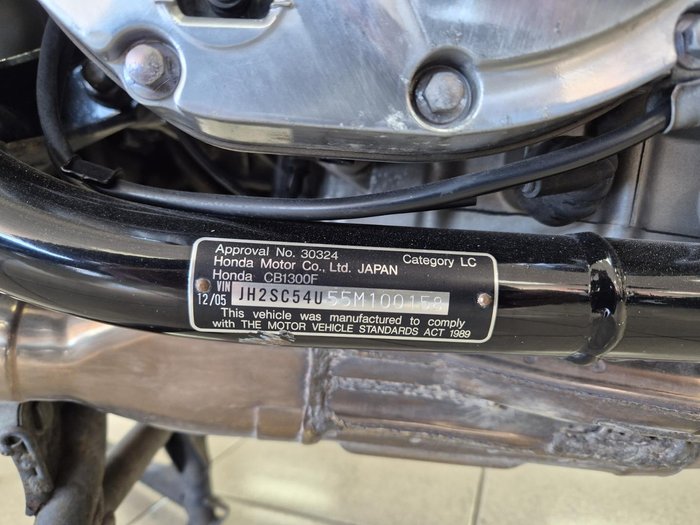 Approval No. 30324 Category LC
Honda Motor Co., Ltd. JAPAN
Honda CB1300F
VIN JH2SC54U55M100158
12/05
This vehicle was manufactured to comply
with THE MOTOR VEHICLE STANDARDS ACT 1989